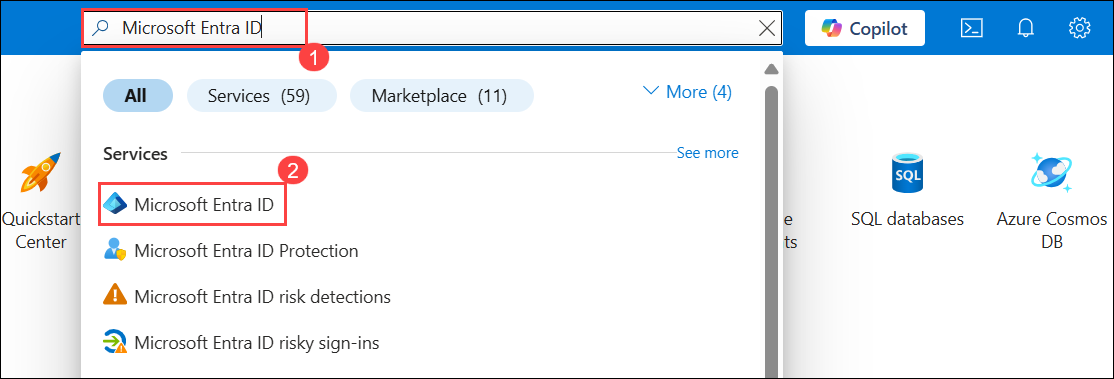 Microsoft Entra ID
Copilot
1
All
Services (59)
Marketplace (11)
More (4)
Services
See more
2
Microsoft Entra ID
Microsoft Entra ID Protection
Microsoft Entra ID risk detections
Microsoft Entra ID risky sign-ins
Quickstart
Center
SQL
SQL databases
Azure Cosmos
DB